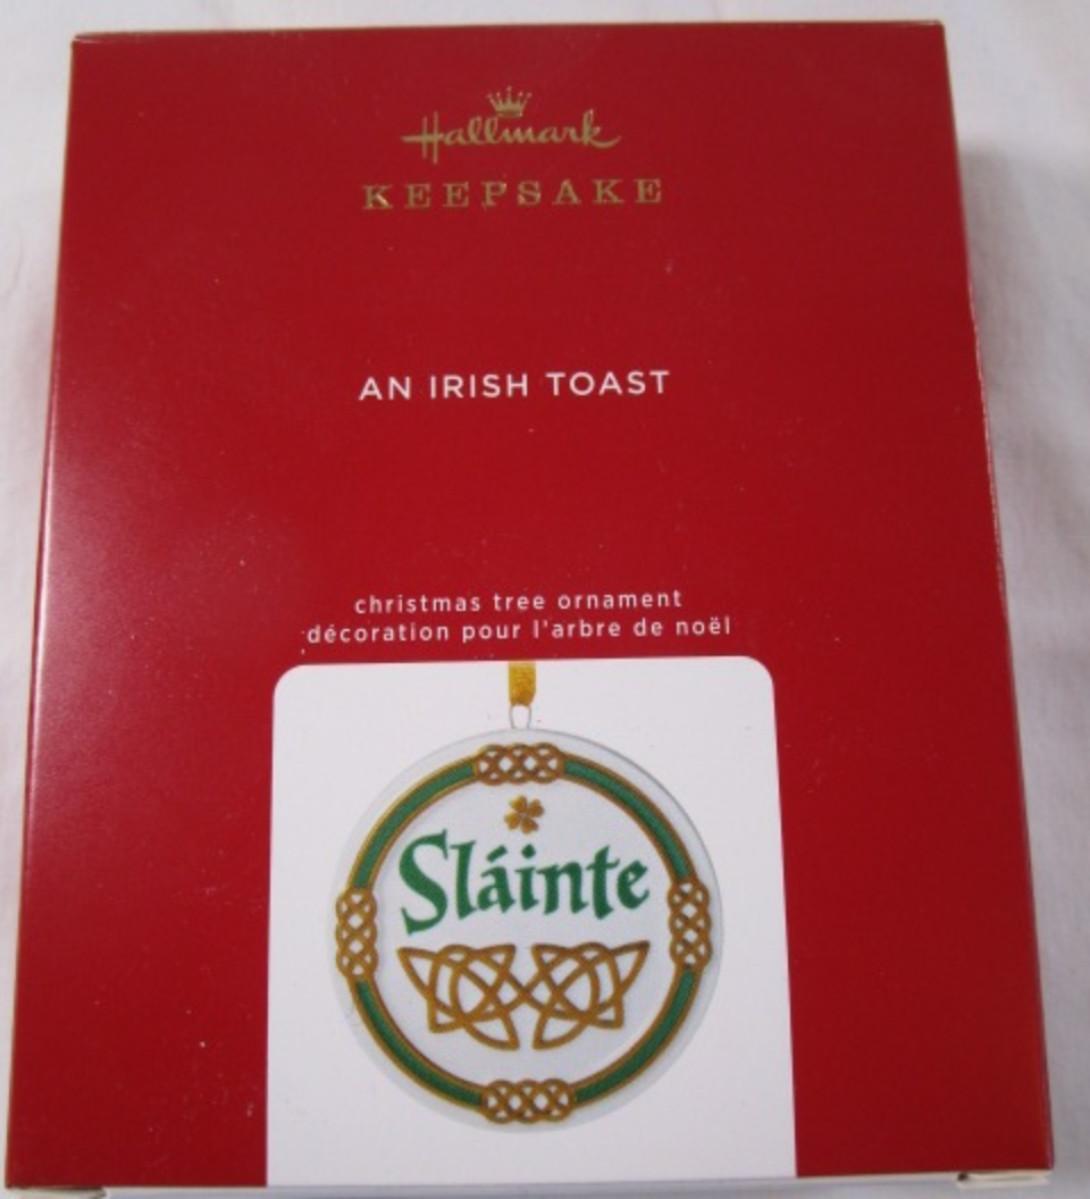 Hallmark
KEEPSAKE
AN IRISH TOAST
christmas tree ornament
décoration pour l'arbre de noël
Sláinte